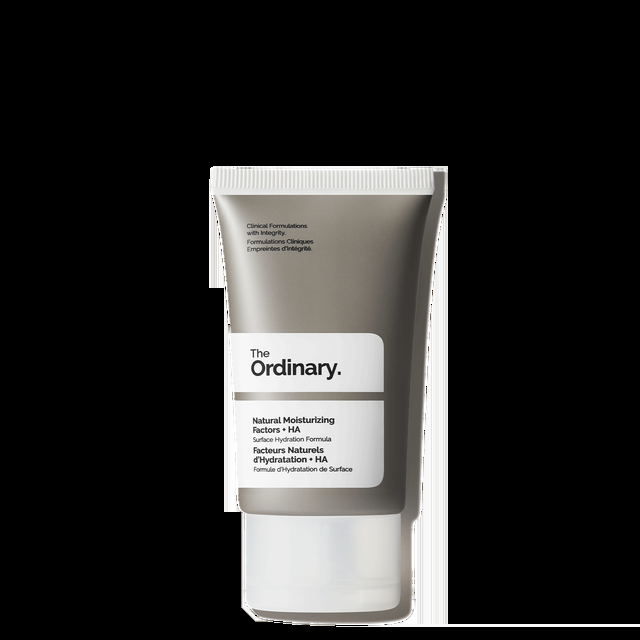 Clinical Formulations
with Integrity.
Formulations Cliniques
Empreintes d'Intégrité.
The
Ordinary.
Natural Moisturizing
Factors + HA
Surface Hydration Formula
Facteurs Naturels
d'Hydratation + HA
Formule d'Hydratation de Surface